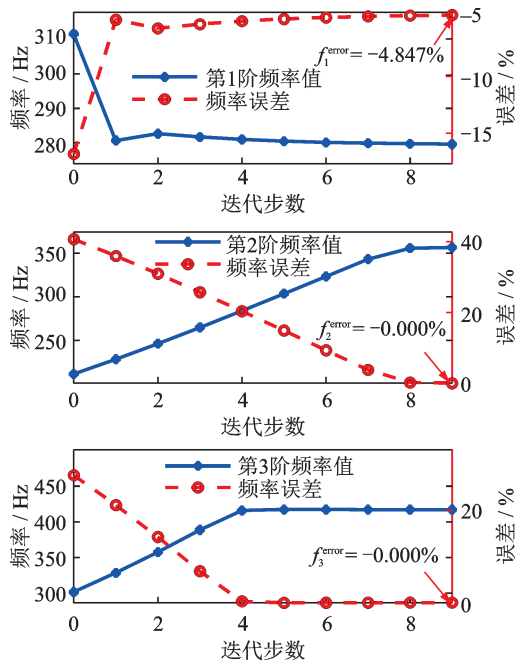 310
300
290
280
频率 / Hz
第1阶频率值
频率误差
f₁ᵉʳʳᵒʳ = −4.847%
−5
−10
−15
误差 / %
0 2 4 6 8
迭代步数
350
300
250
频率 / Hz
第2阶频率值
频率误差
f₂ᵉʳʳᵒʳ = −0.000%
40
20
0
误差 / %
0 2 4 6 8
迭代步数
450
400
350
300
频率 / Hz
第3阶频率值
频率误差
f₃ᵉʳʳᵒʳ = −0.000%
20
0
误差 / %
0 2 4 6 8
迭代步数